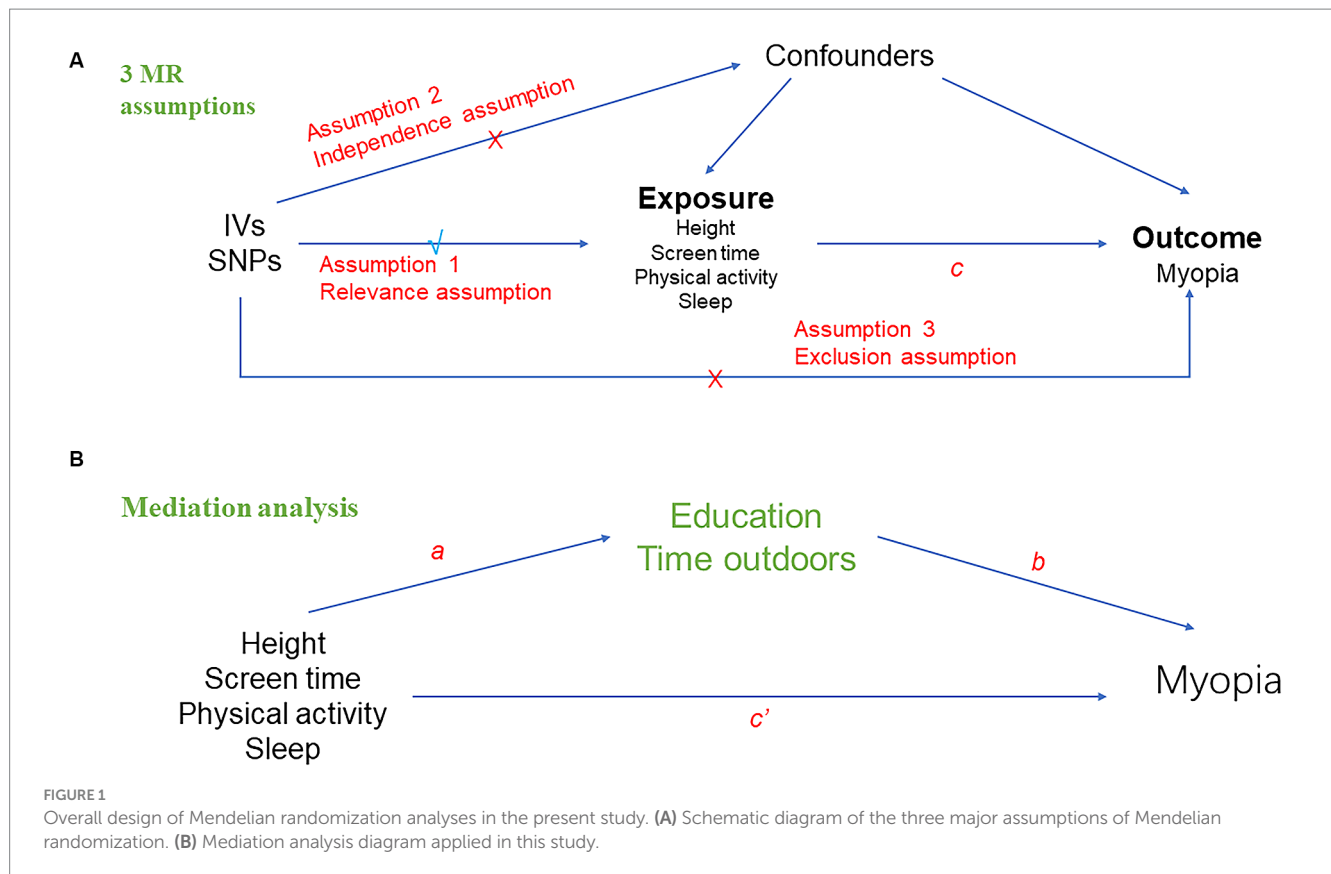 A
3 MR
assumptions
Confounders
Assumption 2
Independence assumption
X
IVs
SNPs
√
Assumption 1
Relevance assumption
Exposure
Height
Screen time
Physical activity
Sleep
c
Outcome
Myopia
Assumption 3
Exclusion assumption
X
B
Mediation analysis
Education
Time outdoors
a
b
Height
Screen time
Physical activity
Sleep
c’
Myopia
FIGURE 1
Overall design of Mendelian randomization analyses in the present study. (A) Schematic diagram of the three major assumptions of Mendelian
randomization. (B) Mediation analysis diagram applied in this study.